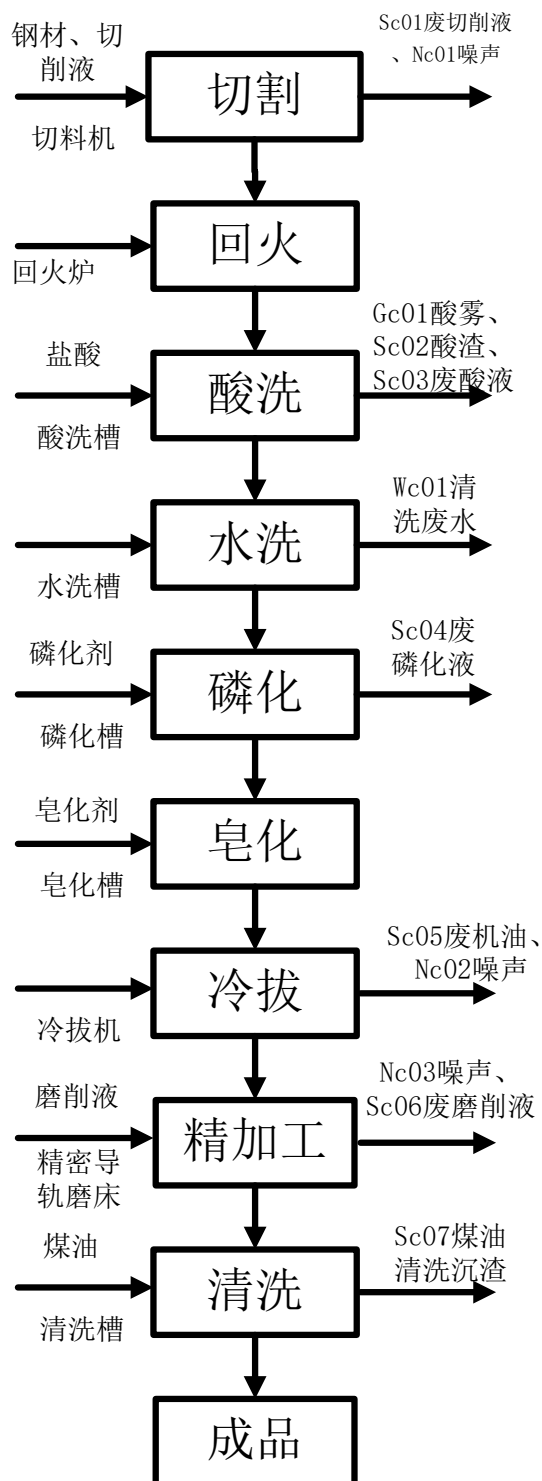 钢材、切
削液
切料机
切割
Sc01废切削液
、Nc01噪声
回火炉
回火
盐酸
酸洗槽
酸洗
Gc01酸雾、
Sc02酸渣、
Sc03废酸液
水洗槽
水洗
Wc01清
洗废水
磷化剂
磷化槽
磷化
Sc04废
磷化液
皂化剂
皂化槽
皂化
冷拔机
冷拔
Sc05废机油、
Nc02噪声
磨削液
精密导
轨磨床
精加工
Nc03噪声、
Sc06废磨削液
煤油
清洗槽
清洗
Sc07煤油
清洗沉渣
成品